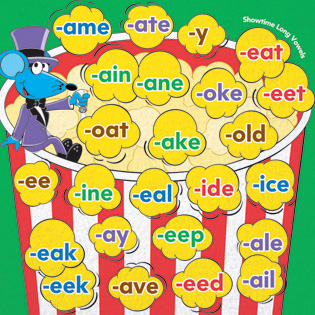 -ame
-ate
-y
Showtime Long Vowels
-eat
-ain
-ane
-oke
-eet
-oat
-ake
-old
-ee
-ine
-eal
-ide
-ice
-ay
-eep
-ale
-eak
-eek
-ave
-eed
-ail